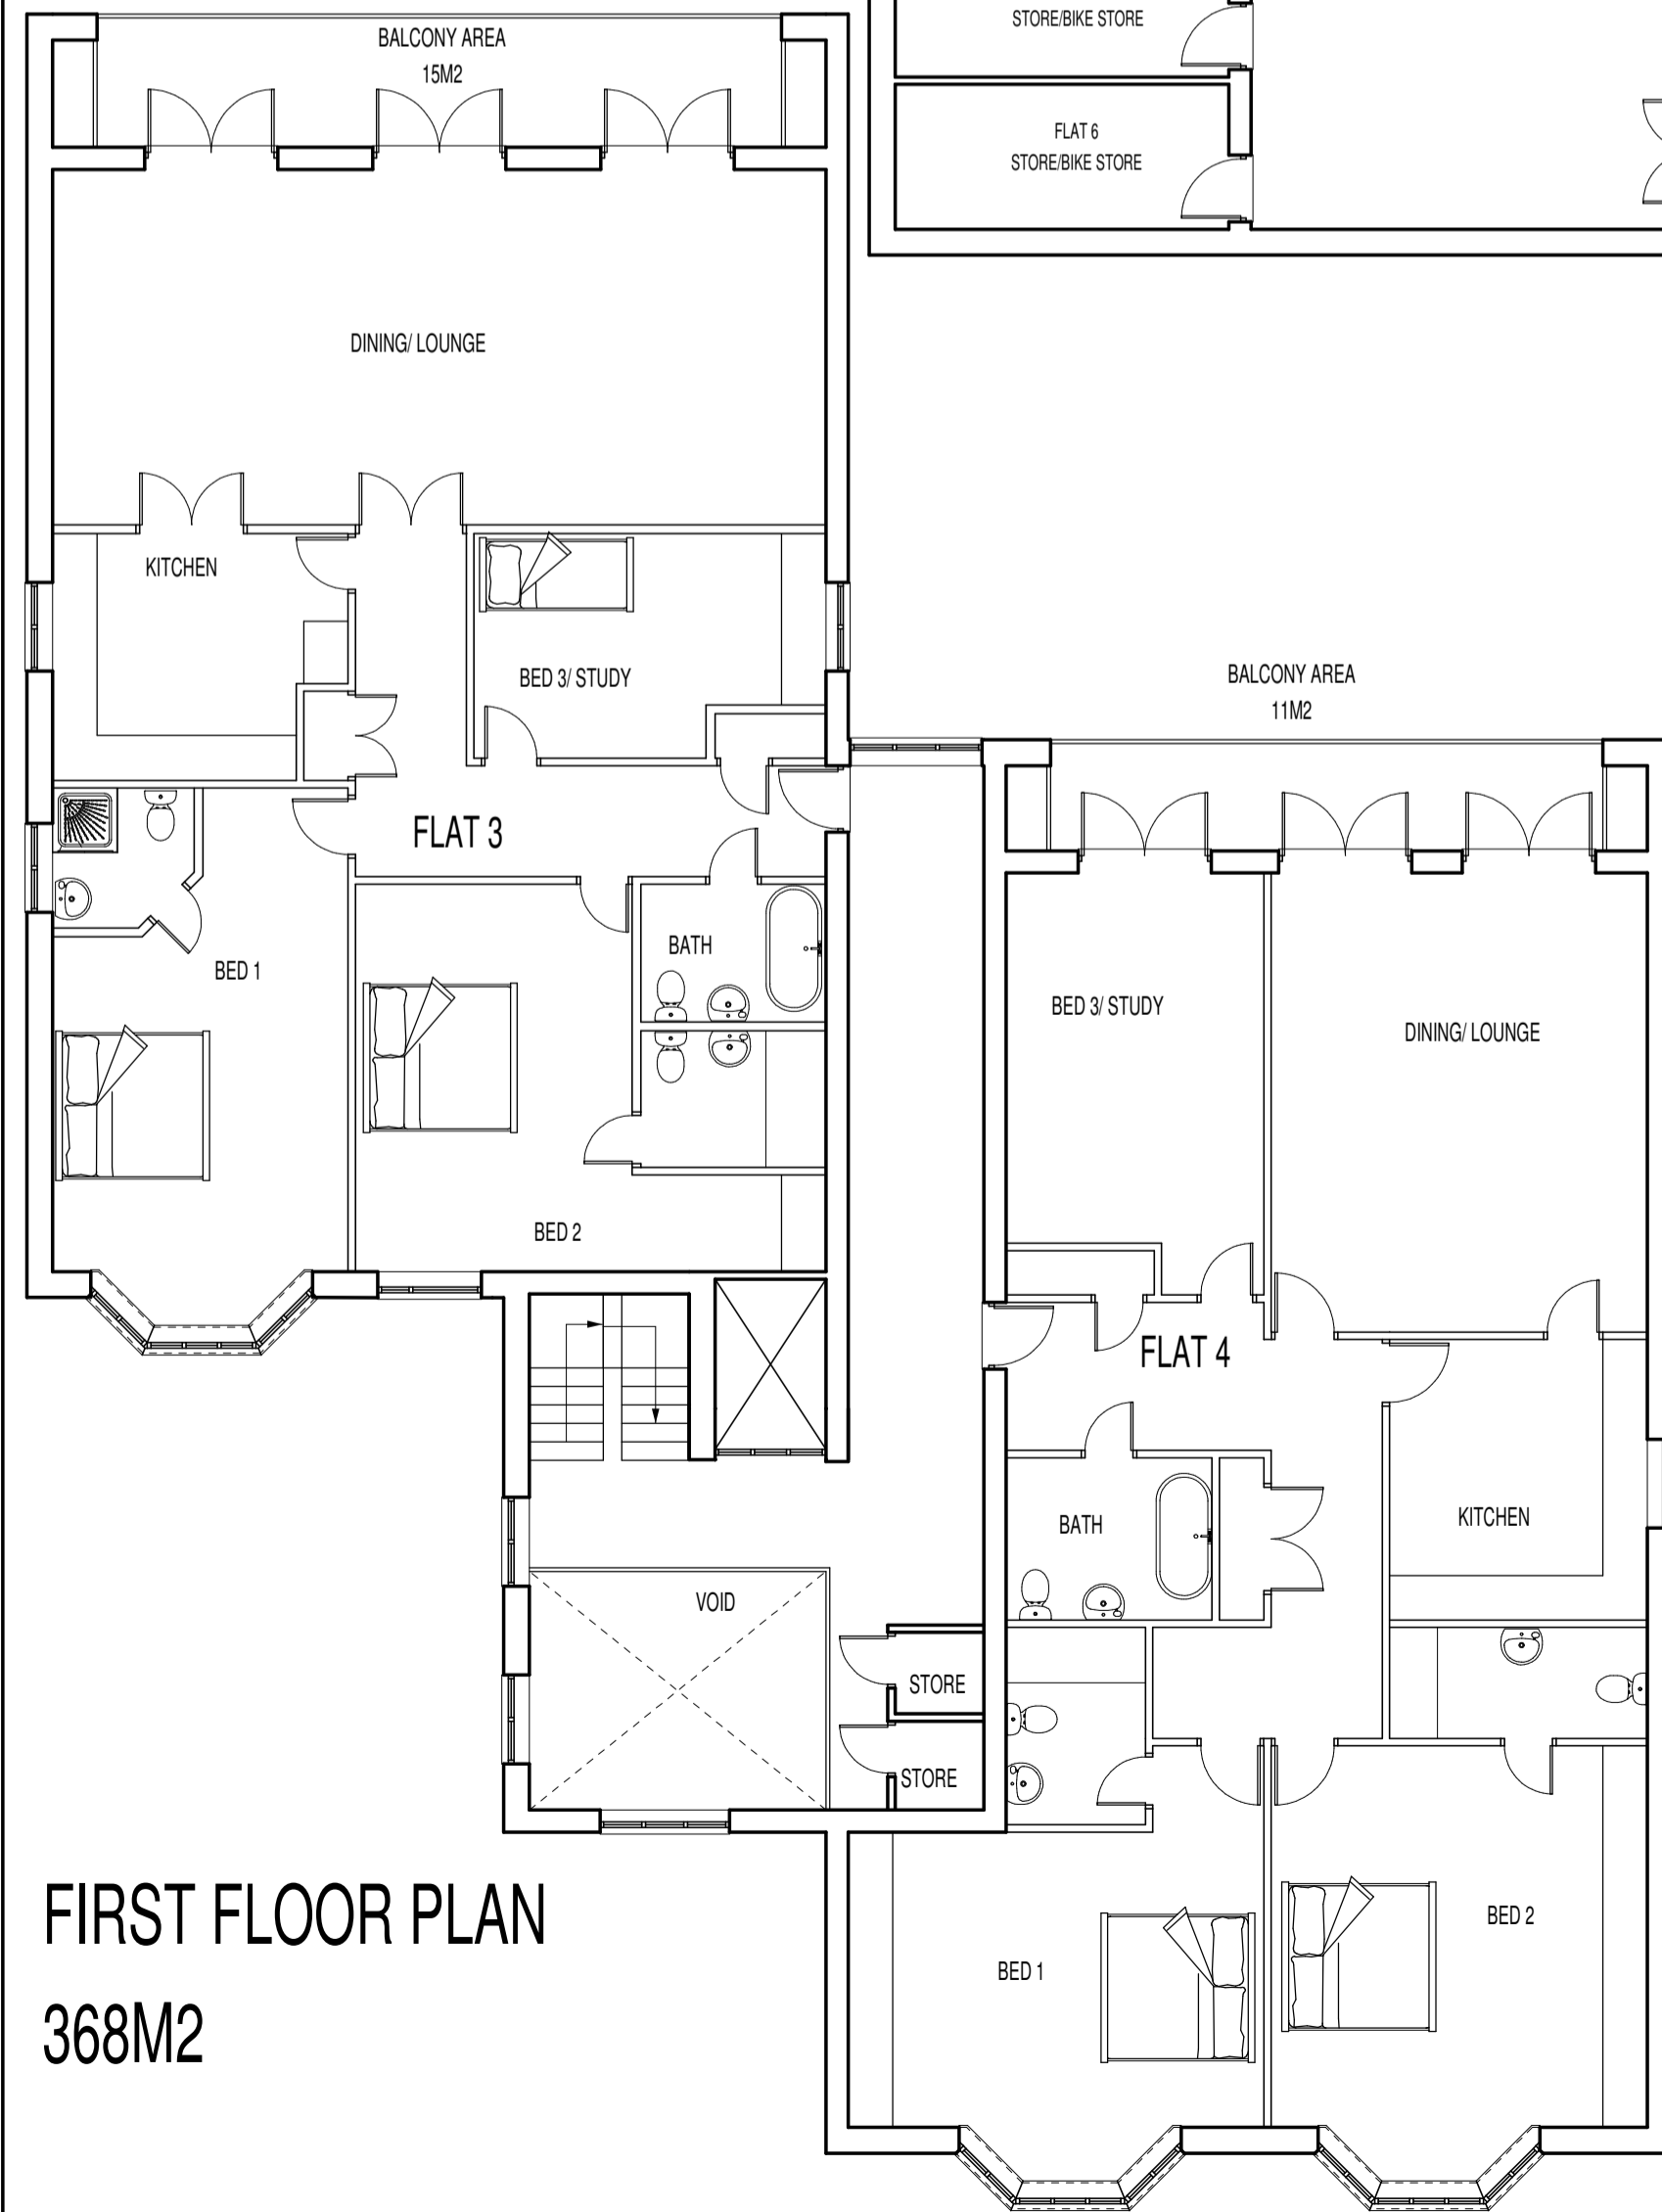 STORE/BIKE STORE
BALCONY AREA
15M2
FLAT 6
STORE/BIKE STORE
DINING/ LOUNGE
KITCHEN
BED 3/ STUDY
BALCONY AREA
11M2
FLAT 3
BATH
BED 1
BED 3/ STUDY
DINING/ LOUNGE
BED 2
FLAT 4
KITCHEN
BATH
VOID
STORE
STORE
FIRST FLOOR PLAN
368M2
BED 1
BED 2